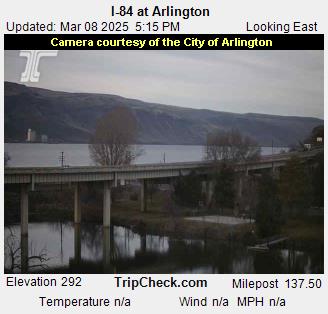 I-84 at Arlington
Updated: Mar 08 2025 5:15 PM Looking East
Camera courtesy of the City of Arlington
Elevation 292 TripCheck.com Milepost 137.50
Temperature n/a Wind n/a MPH n/a